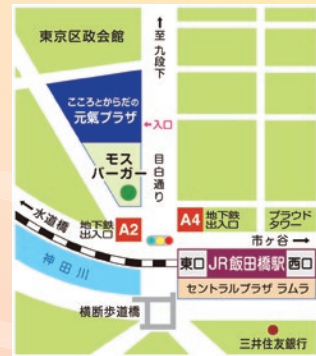 ↑至 九段下
東京区政会館
こころとからだの
元氣プラザ
←入口
モス
バーガー
目白通り
←水道橋
地下鉄
出入口
A2
A4
地下鉄
出入口
プラウド
タワー
市ヶ谷→
神田川
東口
JR飯田橋駅
西口
セントラルプラザ ラムラ
横断歩道橋
三井住友銀行